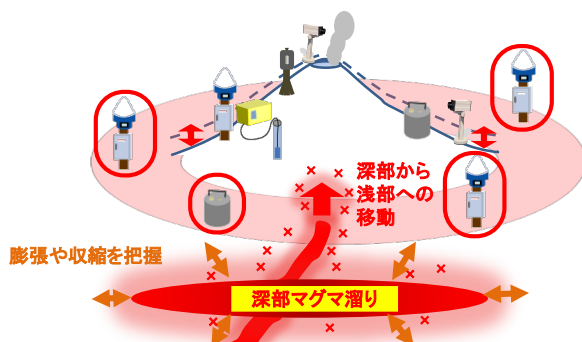 深部から
浅部への
移動
膨張や収縮を把握
深部マグマ溜り